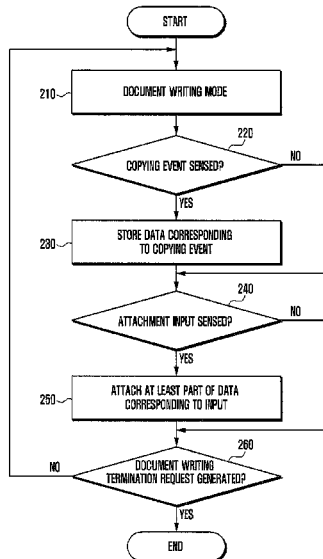 START
210
DOCUMENT WRITING MODE
220
COPYING EVENT SENSED?
NO
YES
230
STORE DATA CORRESPONDING
TO COPYING EVENT
240
ATTACHMENT INPUT SENSED?
NO
YES
250
ATTACH AT LEAST PART OF DATA
CORRESPONDING TO INPUT
260
NO
DOCUMENT WRITING
TERMINATION REQUEST GENERATED?
YES
END